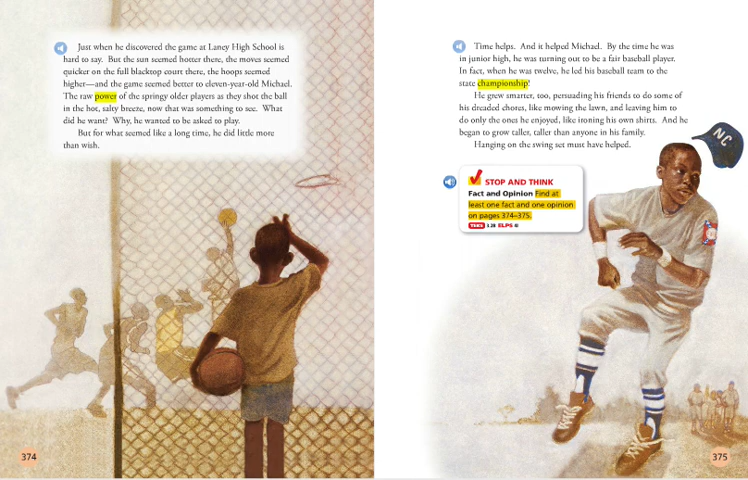 Just when he discovered the game at Laney High School is
hard to say. But the sun seemed hotter there, the moves seemed
quicker on the full blacktop court there, the hoops seemed
higher—and the game seemed better to eleven-year-old Michael.
The raw power of the springy older players as they shot the ball
in the hot, salty breeze, now that was something to see. What
did he want? Why, he wanted to be asked to play.
But for what seemed like a long time, he did little more
than wish.
374
Time helps. And it helped Michael. By the time he was
in junior high, he was turning out to be a fair baseball player.
In fact, when he was twelve, he led his baseball team to the
state championship!
He grew smarter, too, persuading his friends to do some of
his dreaded chores, like mowing the lawn, and leaving him to
do only the ones he enjoyed, like ironing his own shirts. And he
began to grow taller, taller than anyone in his family.
Hanging on the swing set must have helped.
NC
STOP AND THINK
Fact and Opinion Find at
least one fact and one opinion
on pages 374–375.
TEKS ELPS
375